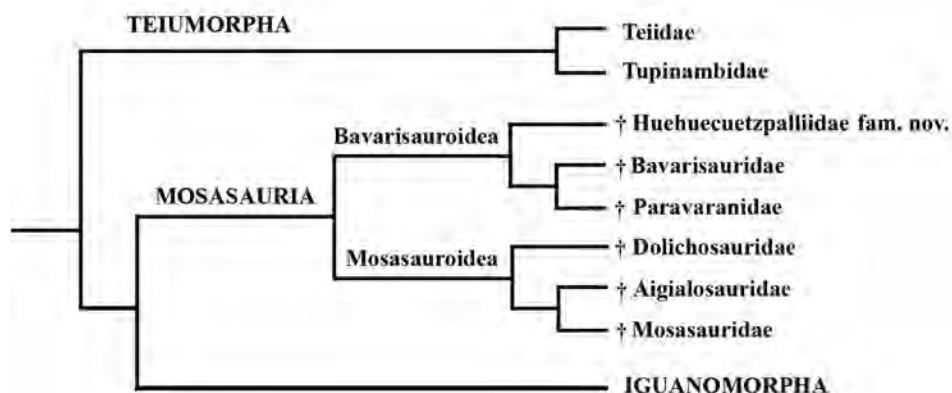 TEIUMORPHA
Teiidae
Tupinambidae
† Huehuecuetzpalliidae fam. nov.
Bavarisauroidea
† Bavarisauridae
MOSASAURIA
† Paravaranidae
† Dolichosauridae
Mosasauroidea
† Aigialosauridae
† Mosasauridae
IGUANOMORPHA